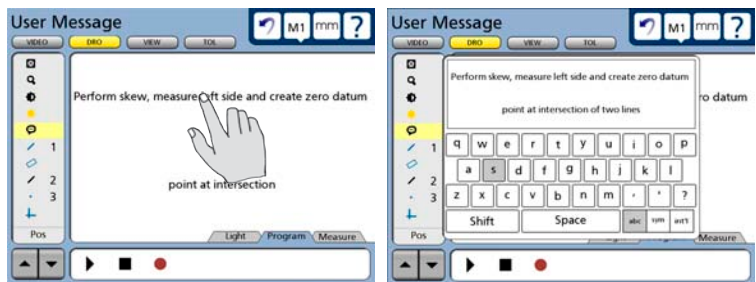 User Message
M1 mm ?
VIDEO DRO VIEW TOL
Perform skew, measure left side and create zero datum
1
point at intersection
2
3
Pos
Light Program Measure
User Message
M1 mm ?
VIDEO DRO VIEW TOL
Perform skew, measure left side and create zero datum
ro datum
point at intersection of two lines
1
q w e r t y u i o p
a s d f g h j k l
2
z x c v b n m . ' ?
3
Shift Space abc sym int'l
Pos
Measure